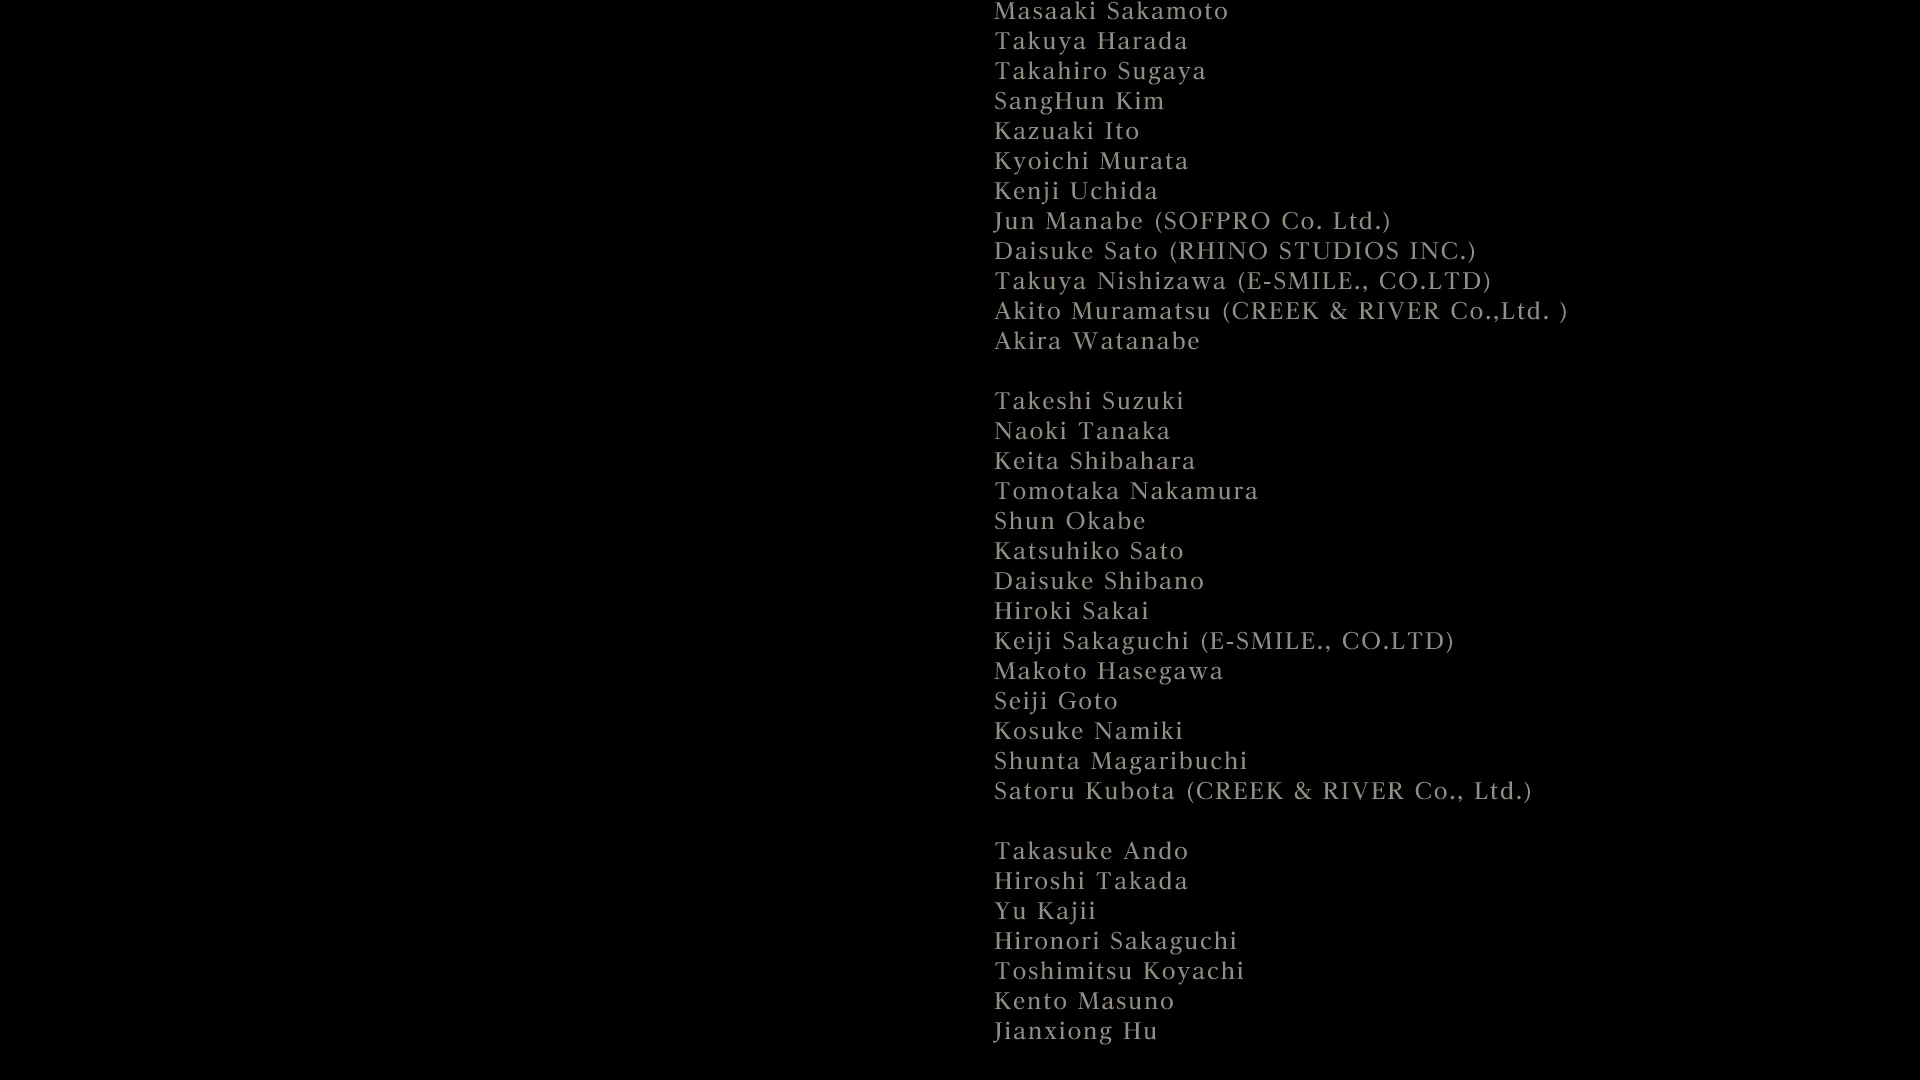 Masaaki Sakamoto
Takuya Harada
Takahiro Sugaya
SangHun Kim
Kazuaki Ito
Kyoichi Murata
Kenji Uchida
Jun Manabe (SOFPRO Co. Ltd.)
Daisuke Sato (RHINO STUDIOS INC.)
Takuya Nishizawa (E-SMILE., CO.LTD)
Akito Muramatsu (CREEK & RIVER Co.,Ltd. )
Akira Watanabe
Takeshi Suzuki
Naoki Tanaka
Keita Shibahara
Tomotaka Nakamura
Shun Okabe
Katsuhiko Sato
Daisuke Shibano
Hiroki Sakai
Keiji Sakaguchi (E-SMILE., CO.LTD)
Makoto Hasegawa
Seiji Goto
Kosuke Namiki
Shunta Magaribuchi
Satoru Kubota (CREEK & RIVER Co., Ltd.)
Takasuke Ando
Hiroshi Takada
Yu Kajii
Hironori Sakaguchi
Toshimitsu Koyachi
Kento Masuno
Jianxiong Hu